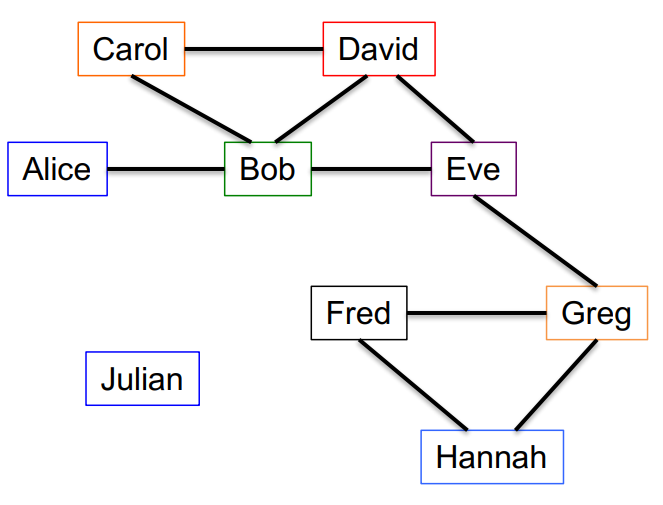 Carol
David
Alice
Bob
Eve
Fred
Greg
Julian
Hannah